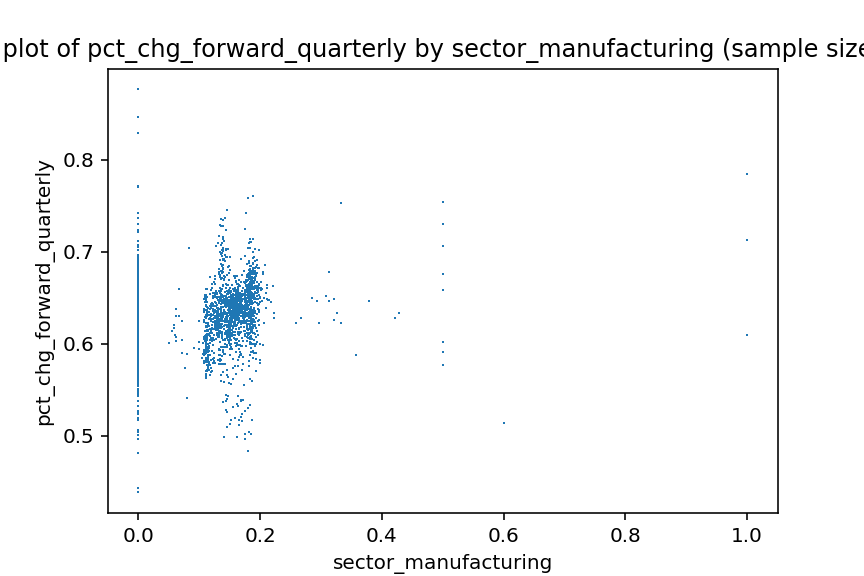 plot of pct_chg_forward_quarterly by sector_manufacturing (sample size
0.8
0.7
0.6
0.5
pct_chg_forward_quarterly
0.0 0.2 0.4 0.6 0.8 1.0
sector_manufacturing